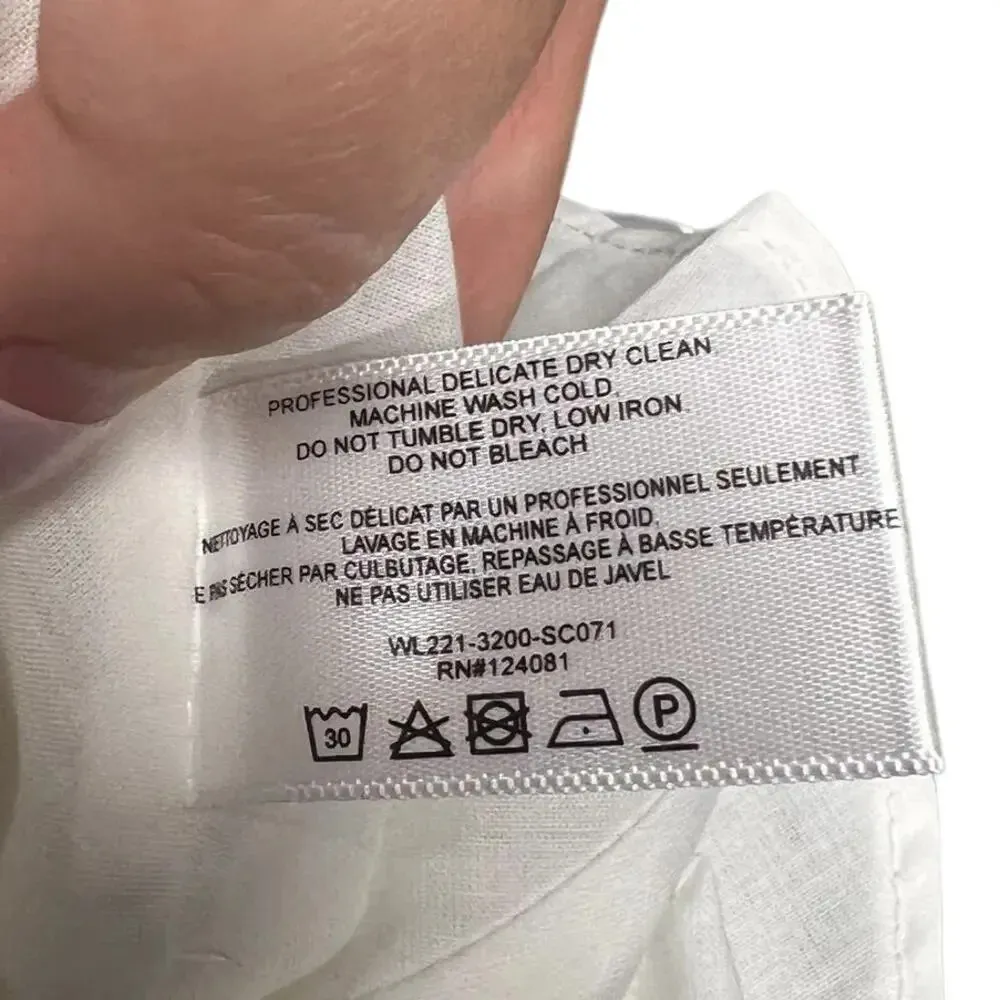 PROFESSIONAL DELICATE DRY CLEAN
MACHINE WASH COLD.
DO NOT TUMBLE DRY, LOW IRON.
DO NOT BLEACH
NETTOYAGE À SEC DÉLICAT PAR UN PROFESSIONNEL SEULEMENT
LAVAGE EN MACHINE À FROID,
E PAS SÉCHER PAR CULBUTAGE. REPASSAGE À BASSE TEMPÉRATURE
NE PAS UTILISER EAU DE JAVEL
WL221-3200-SC071
RN#124081
30 P